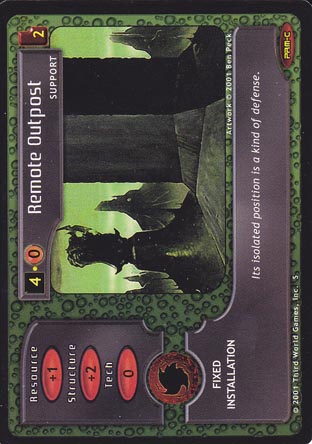 2
Remote Outpost
SUPPORT
4 · 0
Artwork © 2001 Ben Peck
PRRM-C
Resource
+1
Structure
+2
Tech
0
FIXED
INSTALLATION
Its isolated position is a kind of defense.
© 2001 Third World Games, Inc. S